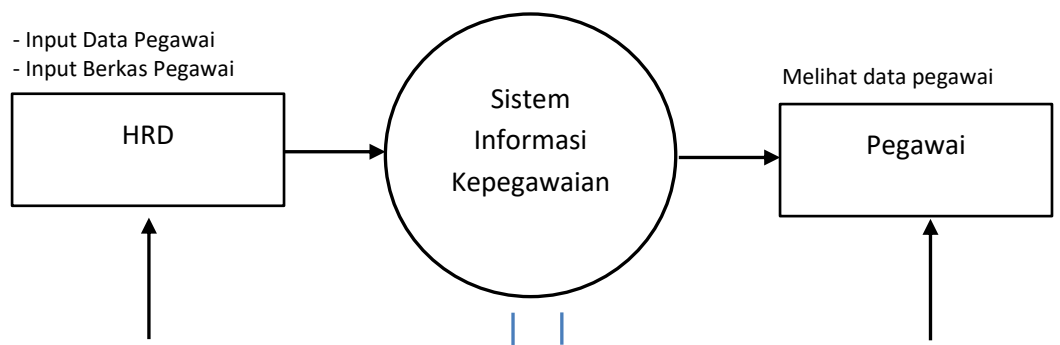 - Input Data Pegawai
- Input Berkas Pegawai
HRD
Sistem
Informasi
Kepegawaian
Melihat data pegawai
Pegawai